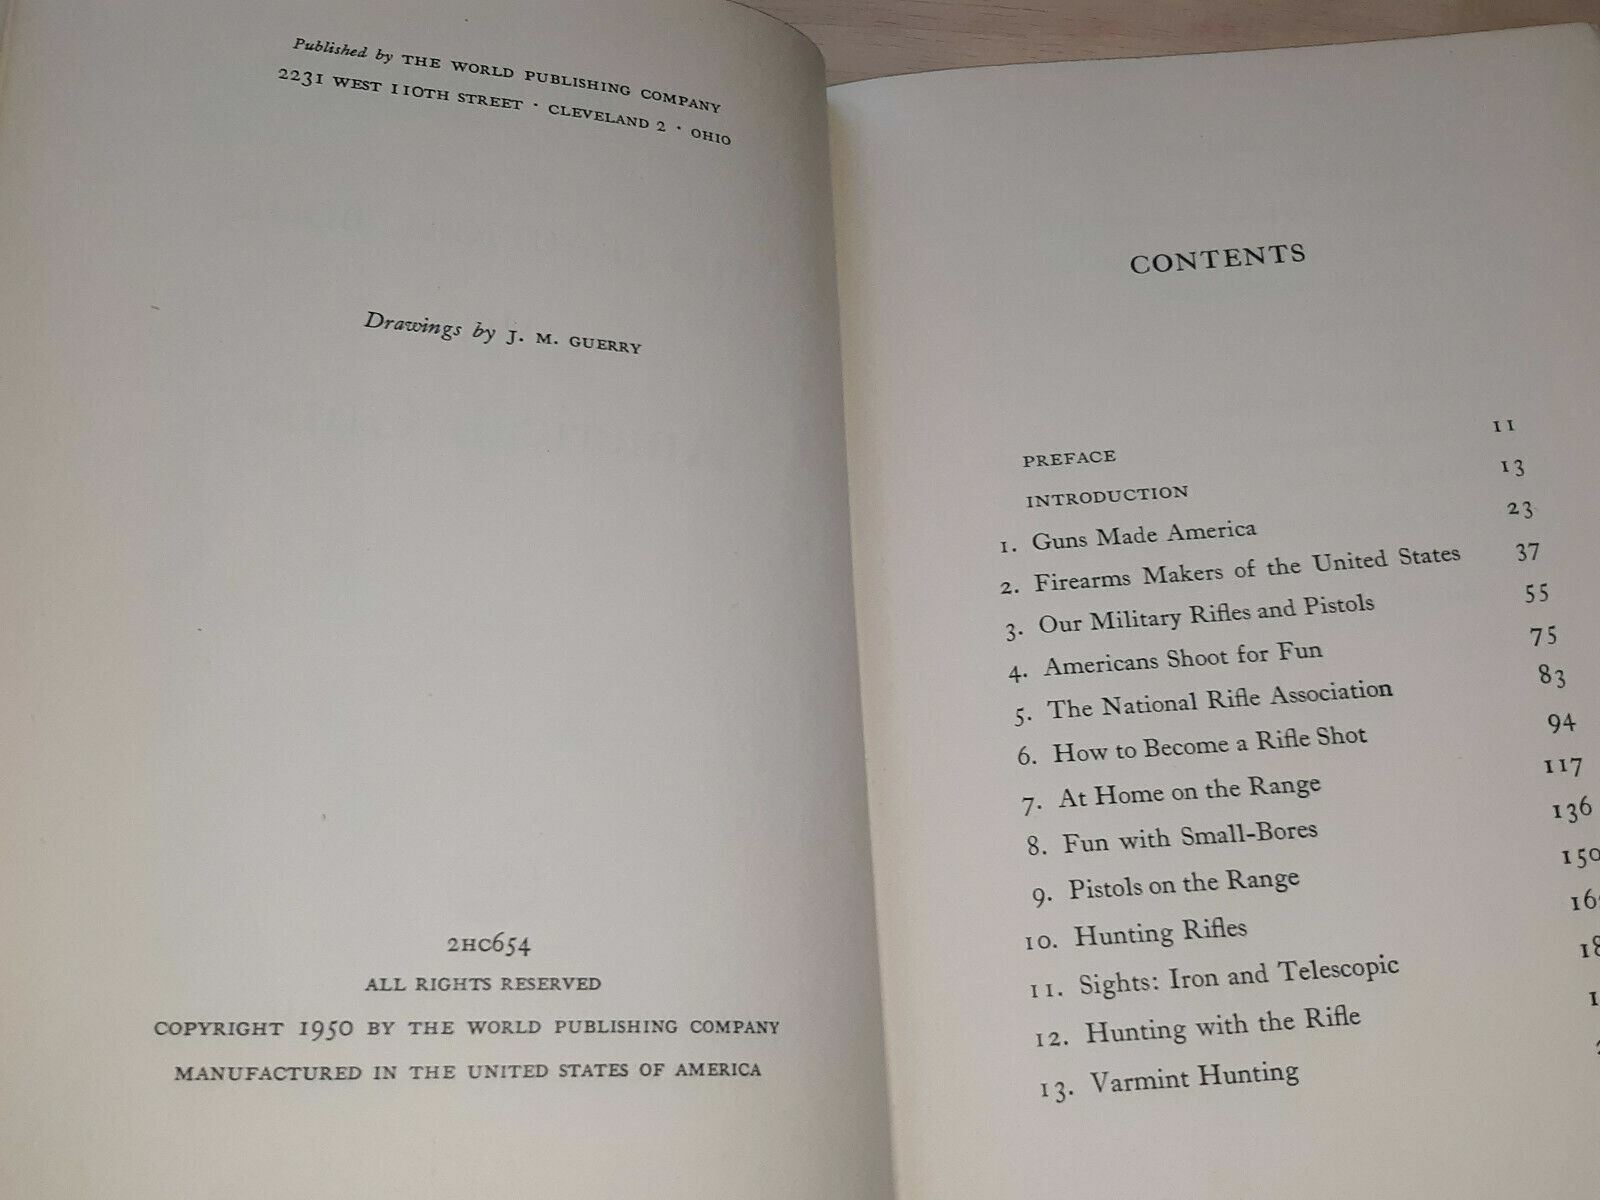 Published by THE WORLD PUBLISHING COMPANY
2231 WEST 110TH STREET · CLEVELAND 2 · OHIO
Drawings by J. M. GUERRY
2HC654
ALL RIGHTS RESERVED
COPYRIGHT 1950 BY THE WORLD PUBLISHING COMPANY
MANUFACTURED IN THE UNITED STATES OF AMERICA
CONTENTS
PREFACE 11
INTRODUCTION 13
1. Guns Made America 23
2. Firearms Makers of the United States 37
3. Our Military Rifles and Pistols 55
4. Americans Shoot for Fun 75
5. The National Rifle Association 83
6. How to Become a Rifle Shot 94
7. At Home on the Range 117
8. Fun with Small-Bores 136
9. Pistols on the Range 150
10. Hunting Rifles
11. Sights: Iron and Telescopic
12. Hunting with the Rifle
13. Varmint Hunting